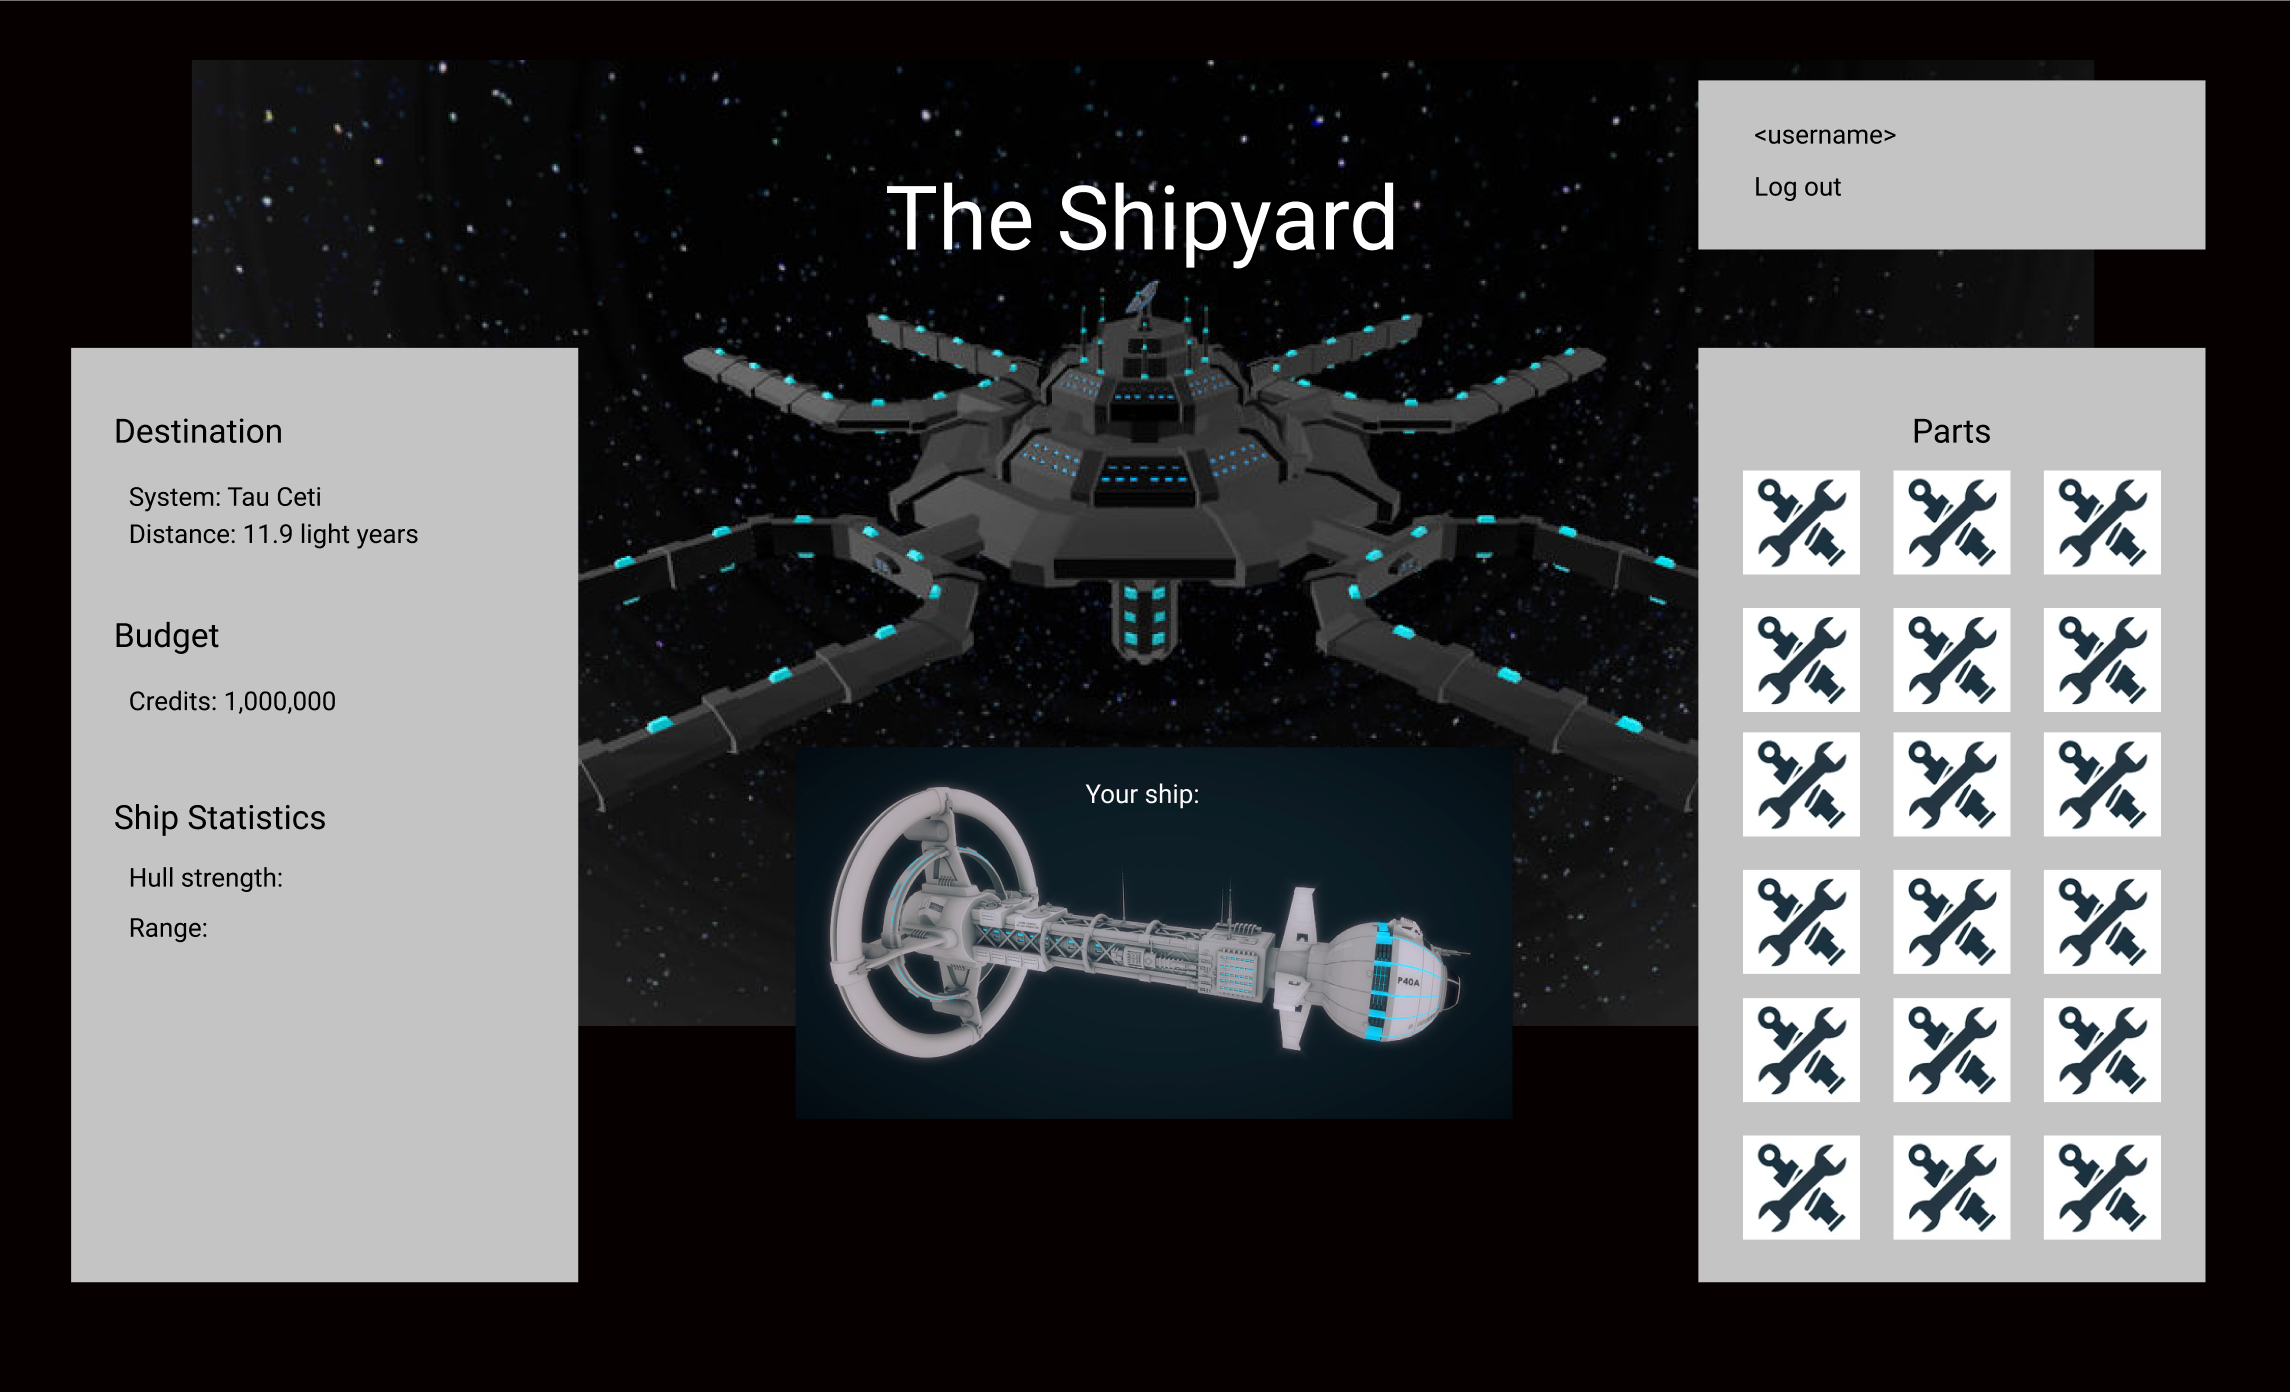 The Shipyard
<username>
Log out
Destination
System: Tau Ceti
Distance: 11.9 light years
Budget
Credits: 1,000,000
Ship Statistics
Hull strength:
Range:
Your ship:
P40A
Parts